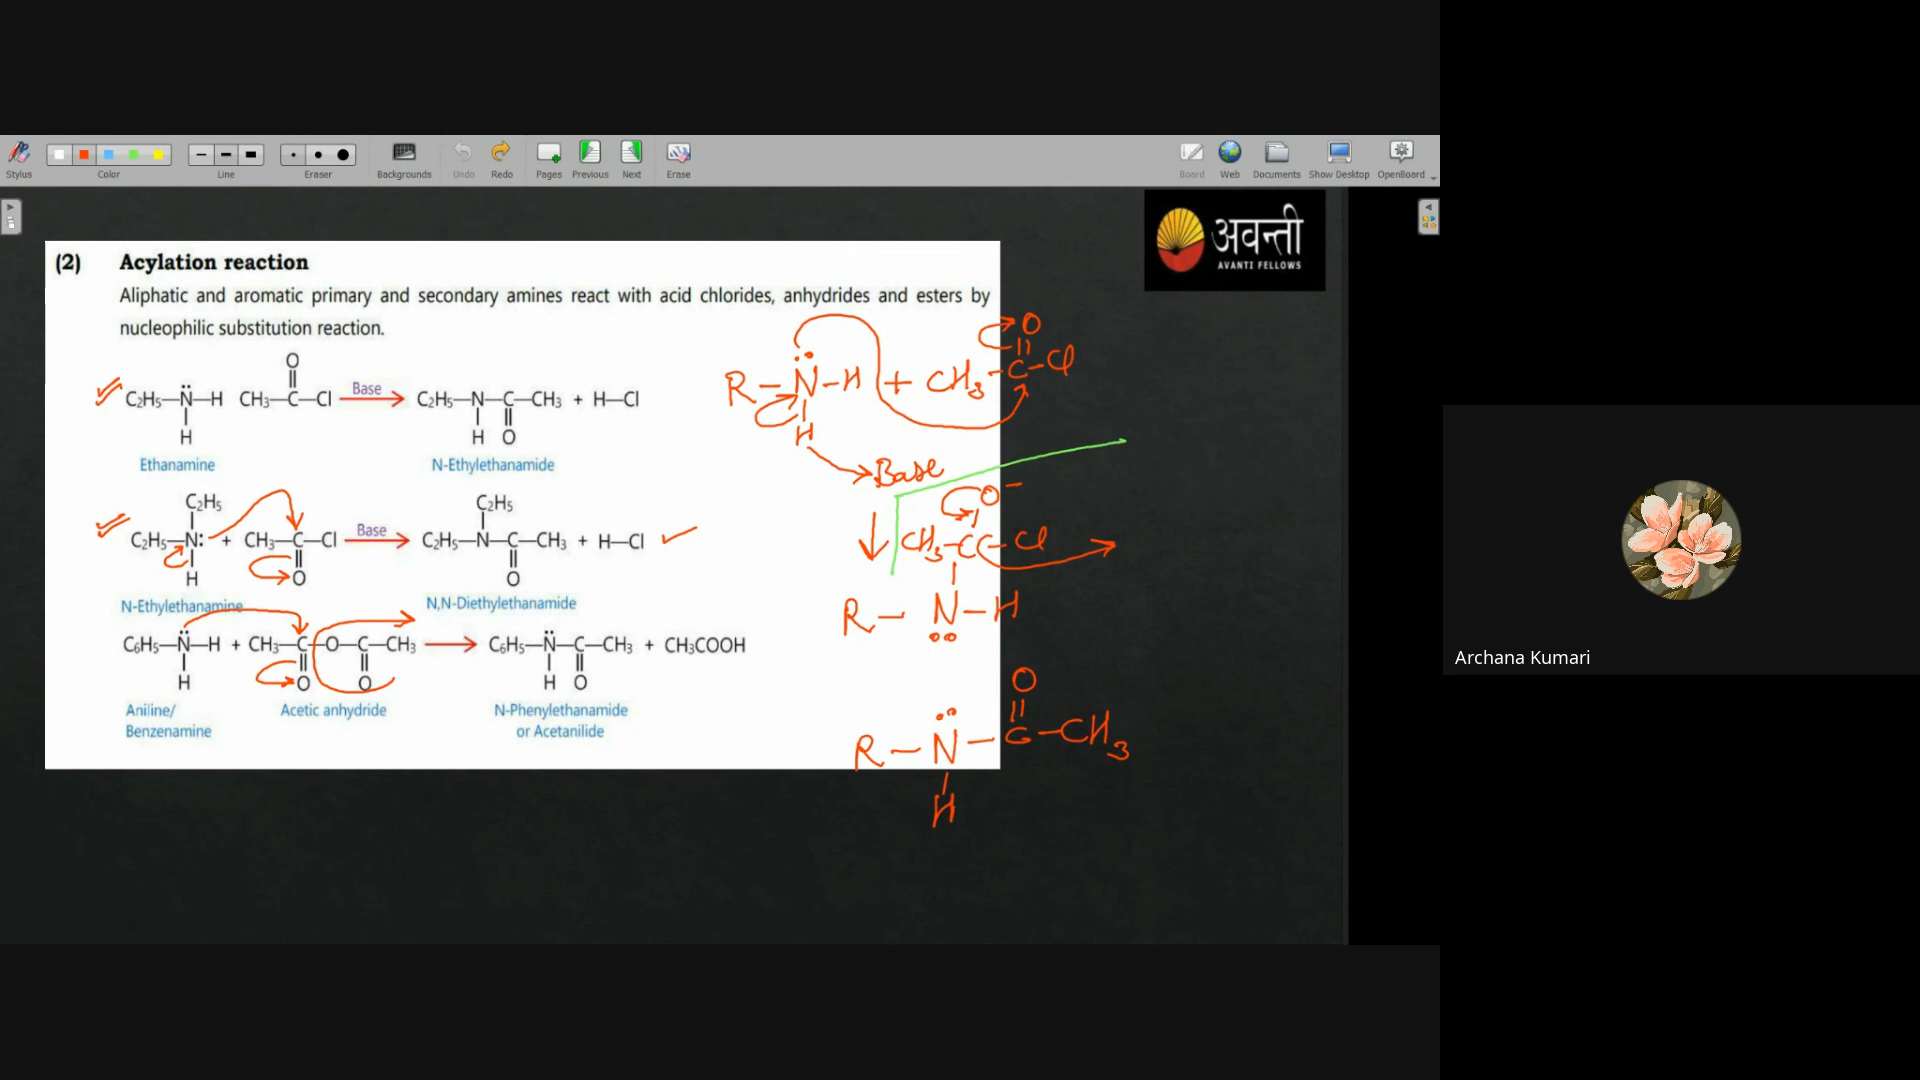 Stylus
Color
Line
Eraser
Backgrounds
Undo
Redo
Pages
Previous
Next
Erase
Board
Web
Documents
Show Desktop
OpenBoard
अवन्ती
AVANTI FELLOWS
(2) Acylation reaction
Aliphatic and aromatic primary and secondary amines react with acid chlorides, anhydrides and esters by
nucleophilic substitution reaction.
O
C₂H₅—N̈—H CH₃—C—Cl Base C₂H₅—N—C—CH₃ + H—Cl
H H O
Ethanamine N-Ethylethanamide
C₂H₅ C₂H₅
C₂H₅—N: + CH₃—C—Cl Base C₂H₅—N—C—CH₃ + H—Cl
H O O
N-Ethylethanamine N,N-Diethylethanamide
C₆H₅—N̈—H + CH₃—C—O—C—CH₃ C₆H₅—N̈—C—CH₃ + CH₃COOH
H O O H O
Aniline/ Acetic anhydride N-Phenylethanamide
Benzenamine or Acetanilide
O
R—N̈—H + CH₃—C—Cl
H
Base
O⁻
CH₃—C—Cl
R—N—H
O
R—N̈—C—CH₃
H
Archana Kumari